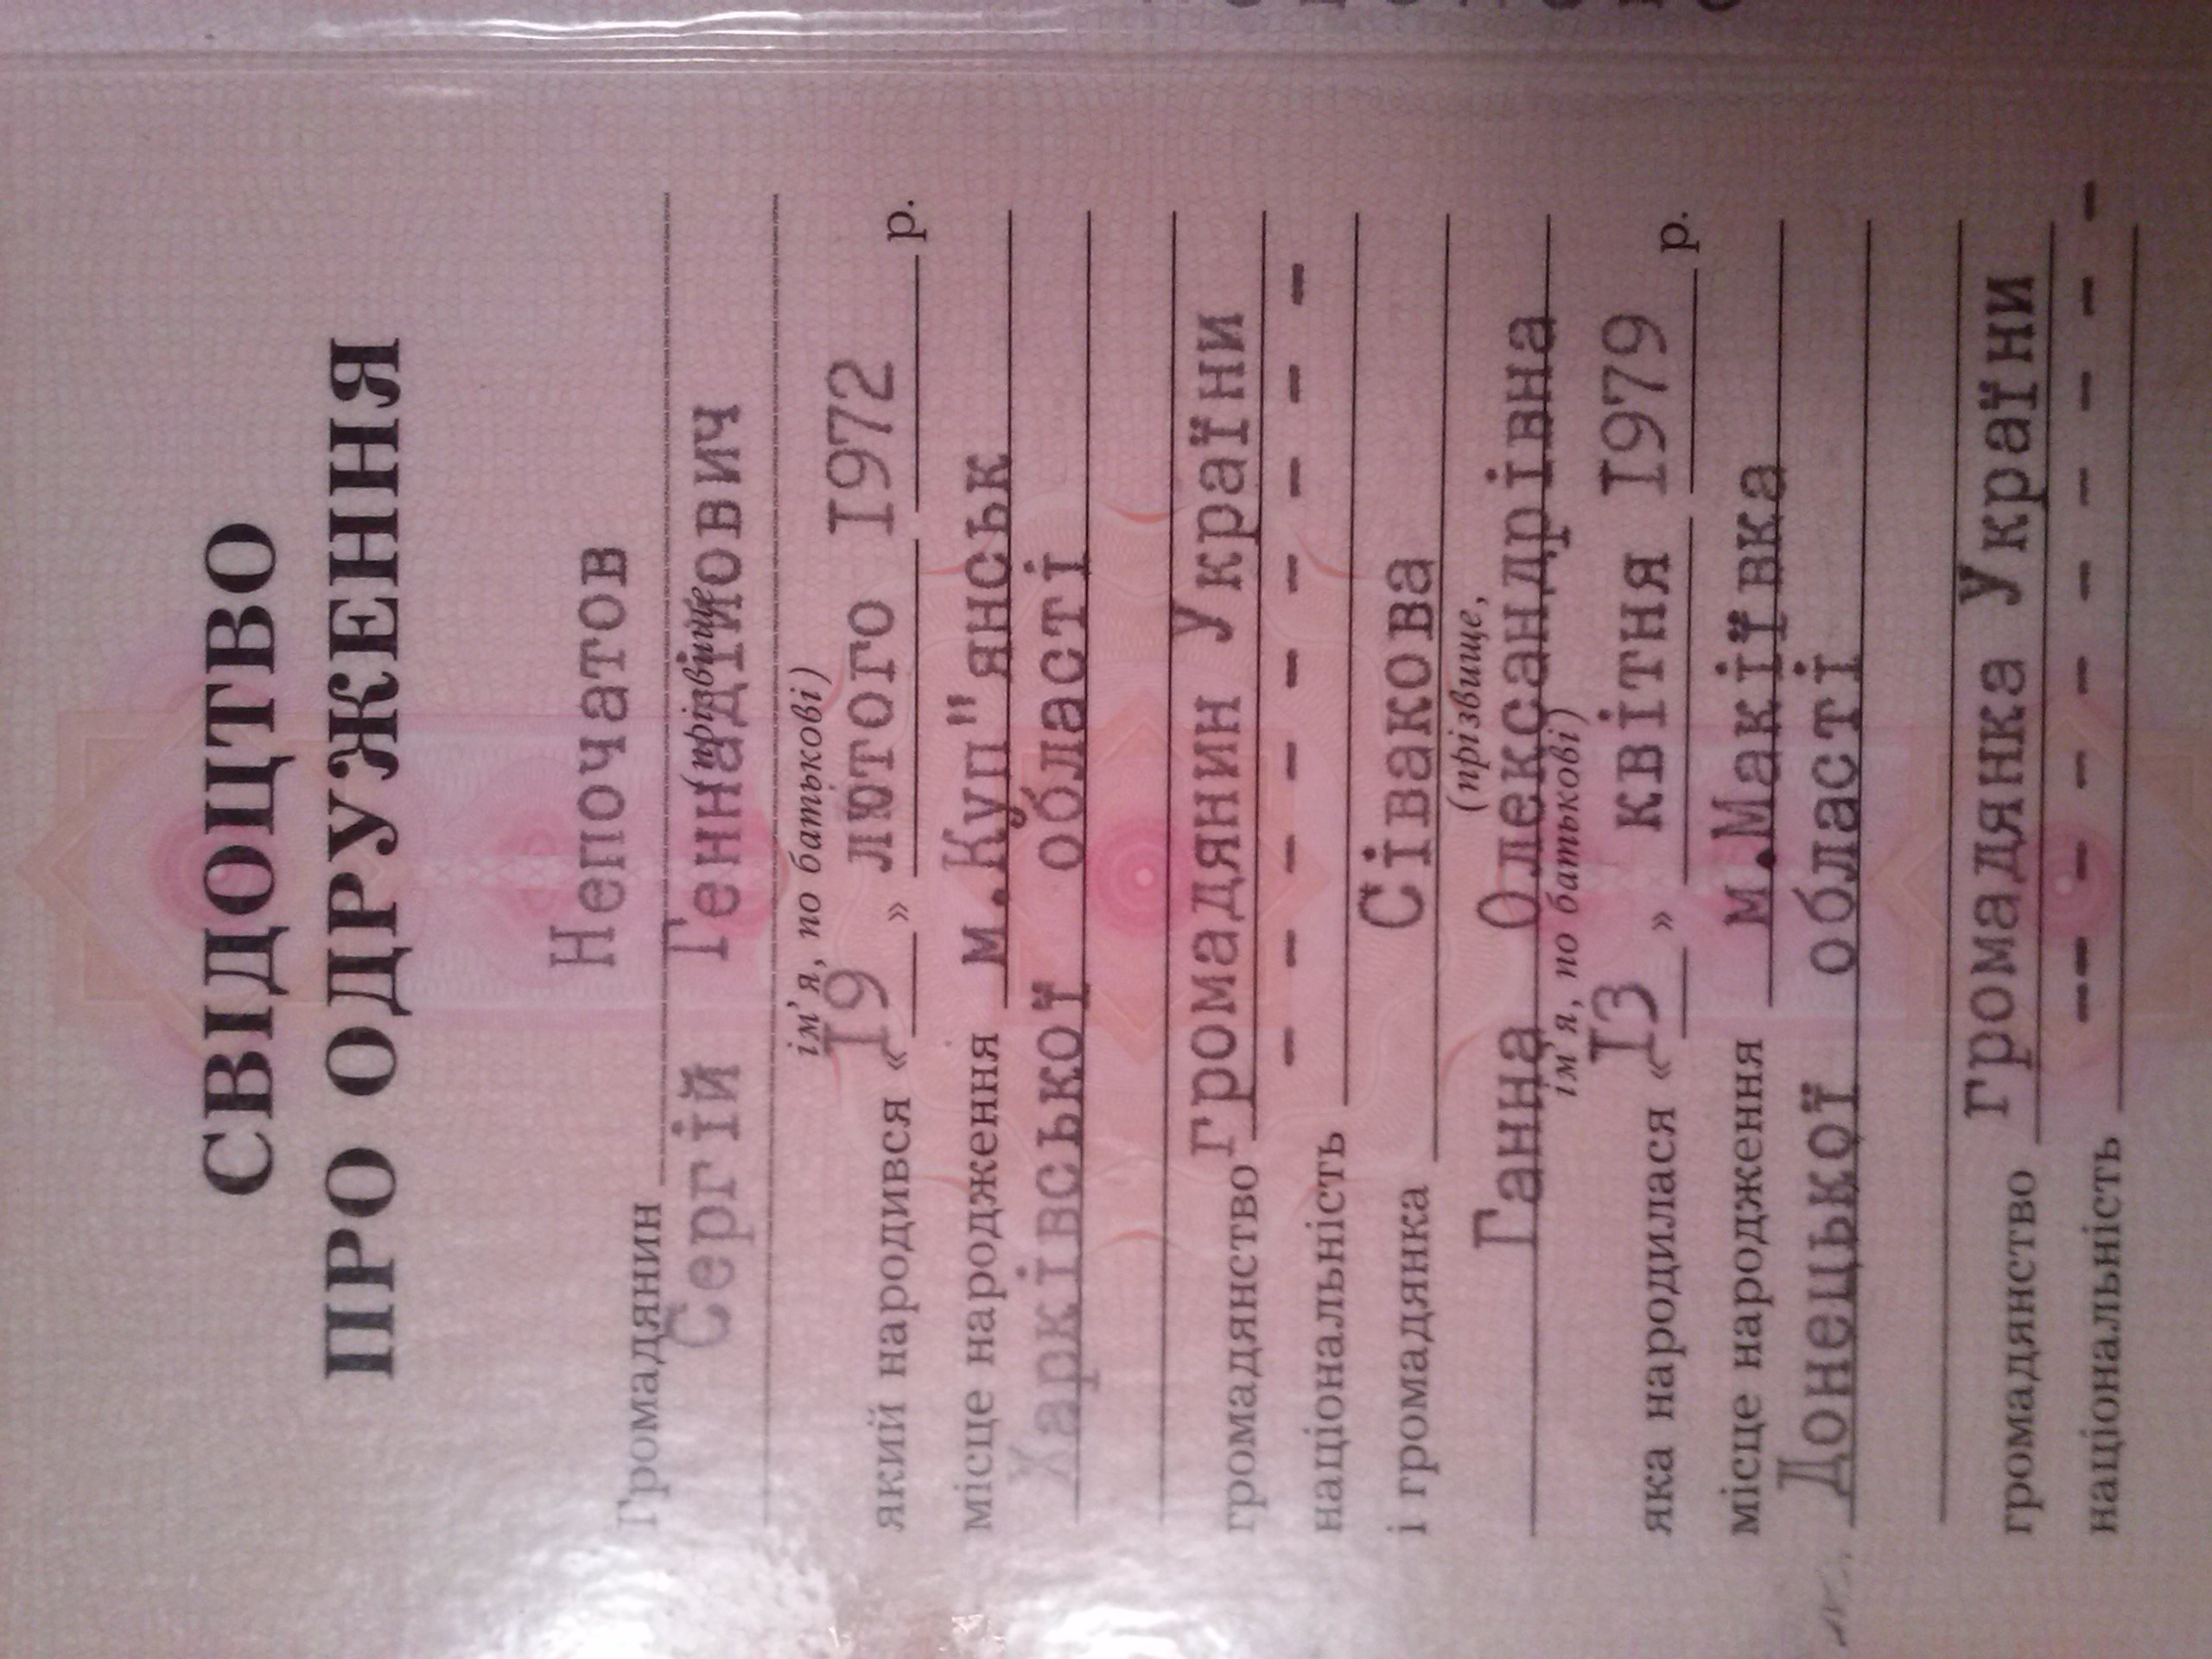 СВІДОЦТВО
ПРО ОДРУЖЕННЯ
Непочатов
Громадянин
(прізвище,
Сергій Геннадійович
ім'я, по батькові)
який народився «19» лютого 1972 р.
місце народження м.Куп"янськ
Харківської області
громадянство громадянин України
національність - - - - - - - - -
і громадянка Сівакова
(прізвище,
Ганна Олександрівна
ім'я, по батькові)
яка народилася «13» квітня 1979 р.
місце народження м.Макіївка
Донецької області
громадянство громадянка України
національність -- - - - - - - - -